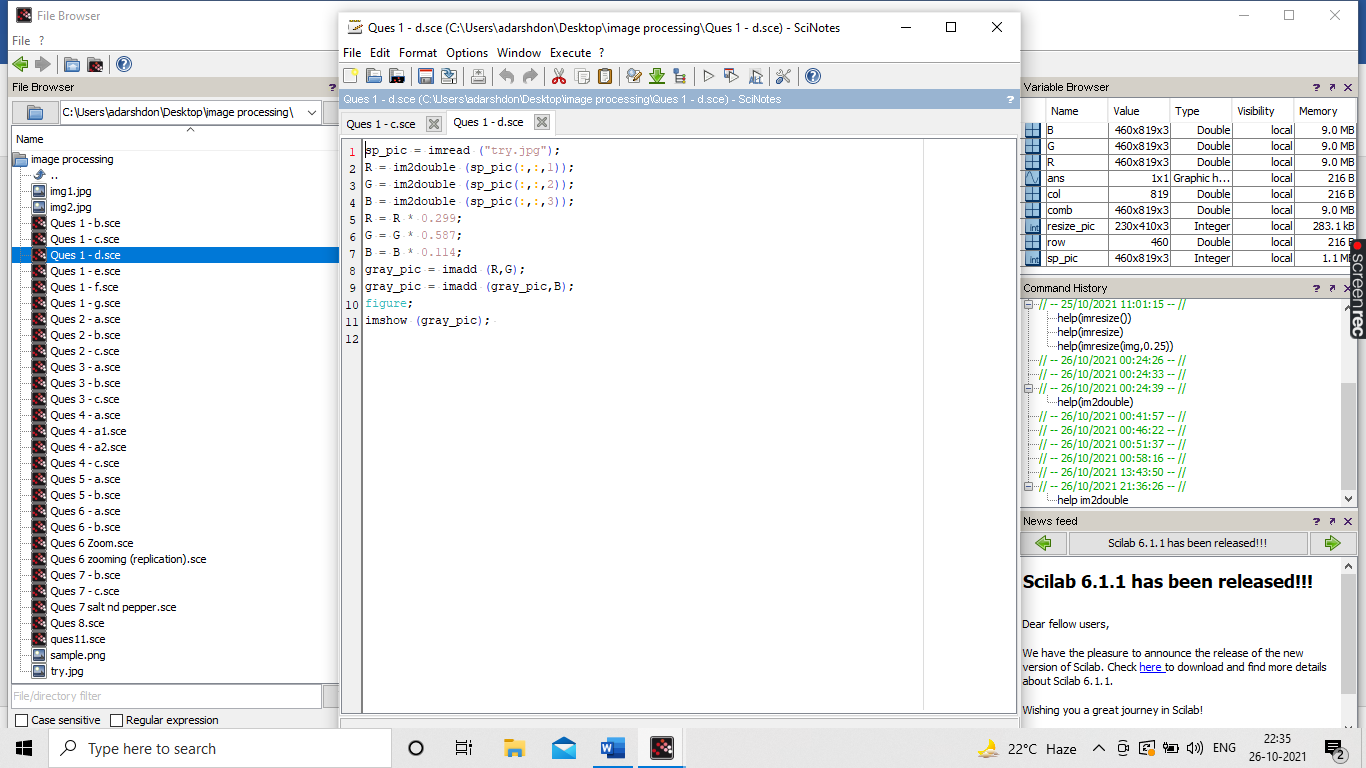 File Browser
File ?
File Browser ?
C:\Users\adarshdon\Desktop\image processing\
Name
image processing
..
img1.jpg
img2.jpg
Ques 1 - b.sce
Ques 1 - c.sce
Ques 1 - d.sce
Ques 1 - e.sce
Ques 1 - f.sce
Ques 1 - g.sce
Ques 2 - a.sce
Ques 2 - b.sce
Ques 2 - c.sce
Ques 3 - a.sce
Ques 3 - b.sce
Ques 3 - c.sce
Ques 4 - a.sce
Ques 4 - a1.sce
Ques 4 - a2.sce
Ques 4 - c.sce
Ques 5 - a.sce
Ques 5 - b.sce
Ques 6 - a.sce
Ques 6 - b.sce
Ques 6 Zoom.sce
Ques 6 zooming (replication).sce
Ques 7 - b.sce
Ques 7 - c.sce
Ques 7 salt nd pepper.sce
Ques 8.sce
ques11.sce
sample.png
try.jpg
File/directory filter
Case sensitive Regular expression
Ques 1 - d.sce (C:\Users\adarshdon\Desktop\image processing\Ques 1 - d.sce) - SciNotes
File Edit Format Options Window Execute ?
Ques 1 - d.sce (C:\Users\adarshdon\Desktop\image processing\Ques 1 - d.sce) - SciNotes ?
Ques 1 - c.sce Ques 1 - d.sce
1 sp_pic = imread ("try.jpg");
2 R = im2double (sp_pic(:,:,1));
3 G = im2double (sp_pic(:,:,2));
4 B = im2double (sp_pic(:,:,3));
5 R = R * 0.299;
6 G = G * 0.587;
7 B = B * 0.114;
8 gray_pic = imadd (R,G);
9 gray_pic = imadd (gray_pic,B);
10 figure;
11 imshow (gray_pic);
12
Variable Browser ?
Name Value Type Visibility Memory
B 460x819x3 Double local 9.0 MB
G 460x819x3 Double local 9.0 MB
R 460x819x3 Double local 9.0 MB
ans 1x1 Graphic h... local 216 B
col 819 Double local 216 B
comb 460x819x3 Double local 9.0 MB
int resize_pic 230x410x3 Integer local 283.1 kB
row 460 Double local 216 B
int sp_pic 460x819x3 Integer local 1.1 M
screenrec
Command History ?
// -- 25/10/2021 11:01:15 -- //
help(imresize())
help(imresize)
help(imresize(img,0.25))
// -- 26/10/2021 00:24:26 -- //
// -- 26/10/2021 00:24:33 -- //
// -- 26/10/2021 00:24:39 -- //
help(im2double)
// -- 26/10/2021 00:41:57 -- //
// -- 26/10/2021 00:46:22 -- //
// -- 26/10/2021 00:51:37 -- //
// -- 26/10/2021 00:58:16 -- //
// -- 26/10/2021 13:43:50 -- //
// -- 26/10/2021 21:36:26 -- //
help im2double
News feed ?
Scilab 6.1.1 has been released!!!
Scilab 6.1.1 has been released!!!
Dear fellow users,
We have the pleasure to announce the release of the new
version of Scilab. Check here to download and find more details
about Scilab 6.1.1.
Wishing you a great journey in Scilab!
Type here to search
22°C Haze
ENG
22:35
26-10-2021
2